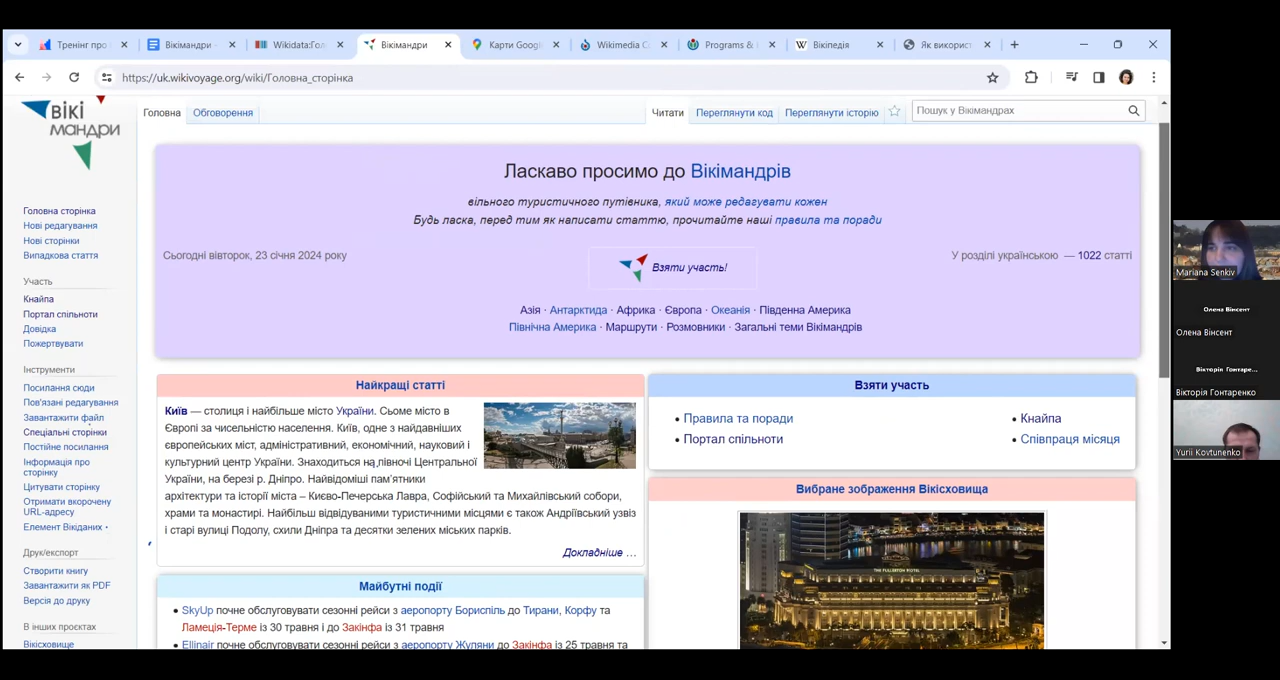 Тренінг про
Вікімандри
Wikidata:Гол
Вікімандри
Карти Googl
Wikimedia C
Programs &
Вікіпедія
Як викорис
https://uk.wikivoyage.org/wiki/Головна_сторінка
Вікі
мандри
Головна
Обговорення
Читати
Переглянути код
Переглянути історію
Пошук у Вікімандрах
Головна сторінка
Нові редагування
Нові сторінки
Випадкова стаття
Участь
Кнайпа
Портал спільноти
Довідка
Пожертвувати
Інструменти
Посилання сюди
Пов'язані редагування
Завантажити файл
Спеціальні сторінки
Постійне посилання
Інформація про
сторінку
Цитувати сторінку
Отримати вкорочену
URL-адресу
Елемент Вікіданих
Друк/експорт
Створити книгу
Завантажити як PDF
Версія до друку
В інших проєктах
Вікісховище
Ласкаво просимо до Вікімандрів
вільного туристичного путівника, який може редагувати кожен
Будь ласка, перед тим як написати статтю, прочитайте наші правила та поради
Сьогодні вівторок, 23 січня 2024 року
Взяти участь!
У розділі українською — 1022 статті
Азія · Антарктида · Африка · Європа · Океанія · Південна Америка
Північна Америка · Маршрути · Розмовники · Загальні теми Вікімандрів
Найкращі статті
Київ — столиця і найбільше місто України. Сьоме місто в
Європі за чисельністю населення. Київ, одне з найдавніших
європейських міст, адміністративний, економічний, науковий і
культурний центр України. Знаходиться на півночі Центральної
України, на березі р. Дніпро. Найвідоміші пам'ятники
архітектури та історії міста – Києво-Печерська Лавра, Софійський та Михайлівський собори,
храми та монастирі. Найбільш відвідуваними туристичними місцями є також Андріївський узвіз
і старі вулиці Подолу, схили Дніпра та десятки зелених міських парків.
Докладніше ...
Майбутні події
• SkyUp почне обслуговувати сезонні рейси з аеропорту Бориспіль до Тирани, Корфу та
Ламеція-Терме із 30 травня і до Закінфа із 31 травня
• Ellinair почне обслуговувати сезонні рейси з аеропорту Жуляни до Закінфа із 25 травня та
Взяти участь
• Правила та поради
• Портал спільноти
• Кнайпа
• Співпраця місяця
Вибране зображення Вікісховища
THE FULLERTON HOTEL
Mariana Senkiv
Олена Вінсент
Олена Вінсент
Вікторія Гонтаре...
Вікторія Гонтаренко
Yurii Kovtunenko